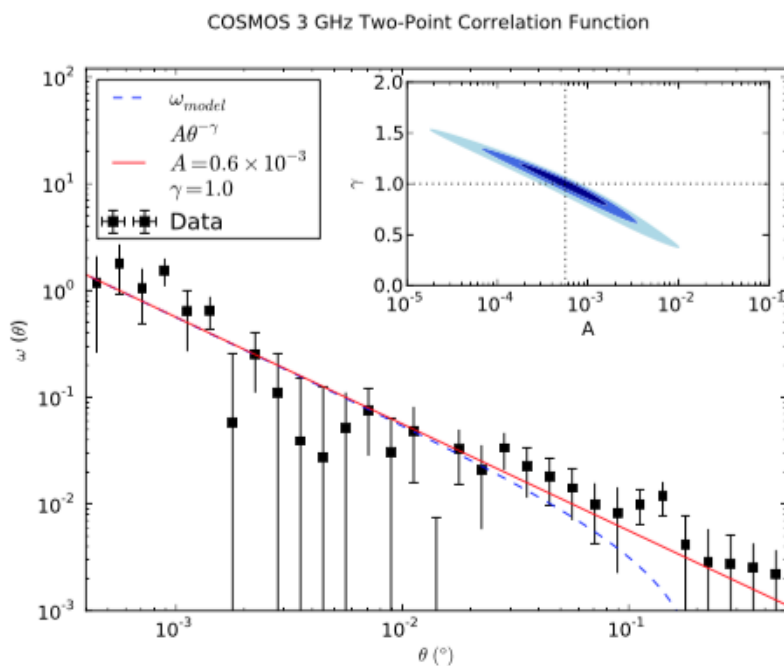 COSMOS 3 GHz Two-Point Correlation Function
10²
10¹
10⁰
10⁻¹
10⁻²
10⁻³
ω (θ)
ω_model
Aθ^−γ
A = 0.6 × 10⁻³
γ = 1.0
Data
2.0
1.5
1.0
0.5
0.0
γ
10⁻⁵ 10⁻⁴ 10⁻³ 10⁻² 10⁻¹
A
10⁻³ 10⁻² 10⁻¹
θ (°)